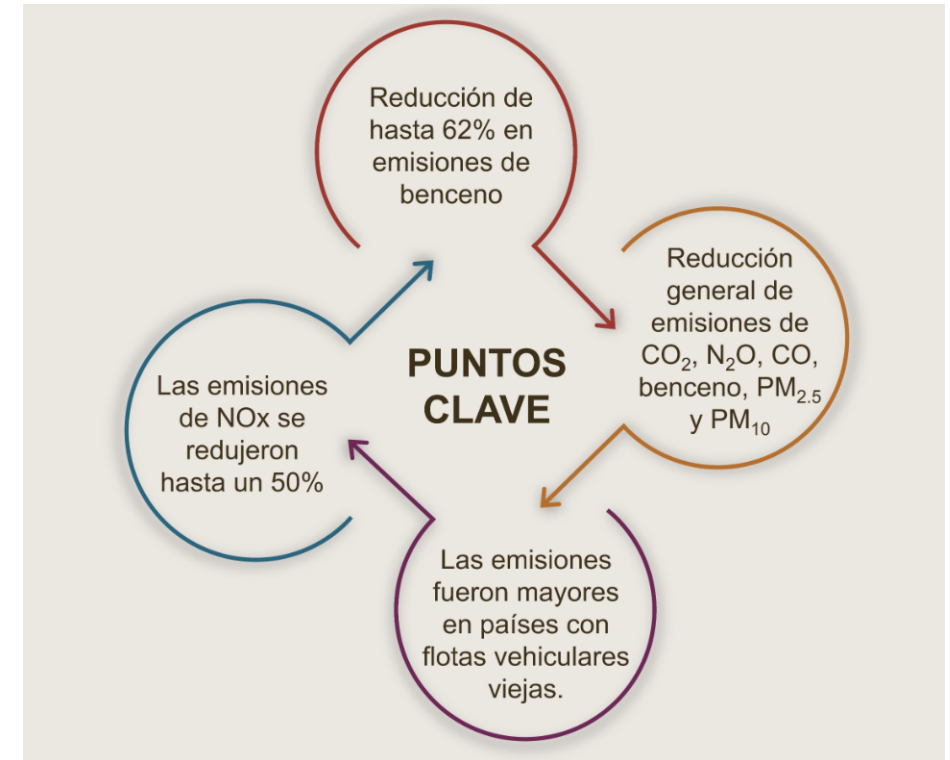 Reducción de
hasta 62% en
emisiones de
benceno
Reducción
general de
emisiones de
CO₂, N₂O, CO,
benceno, PM₂.₅
y PM₁₀
PUNTOS
CLAVE
Las emisiones
de NOx se
redujeron
hasta un 50%
Las emisiones
fueron mayores
en países con
flotas vehiculares
viejas.